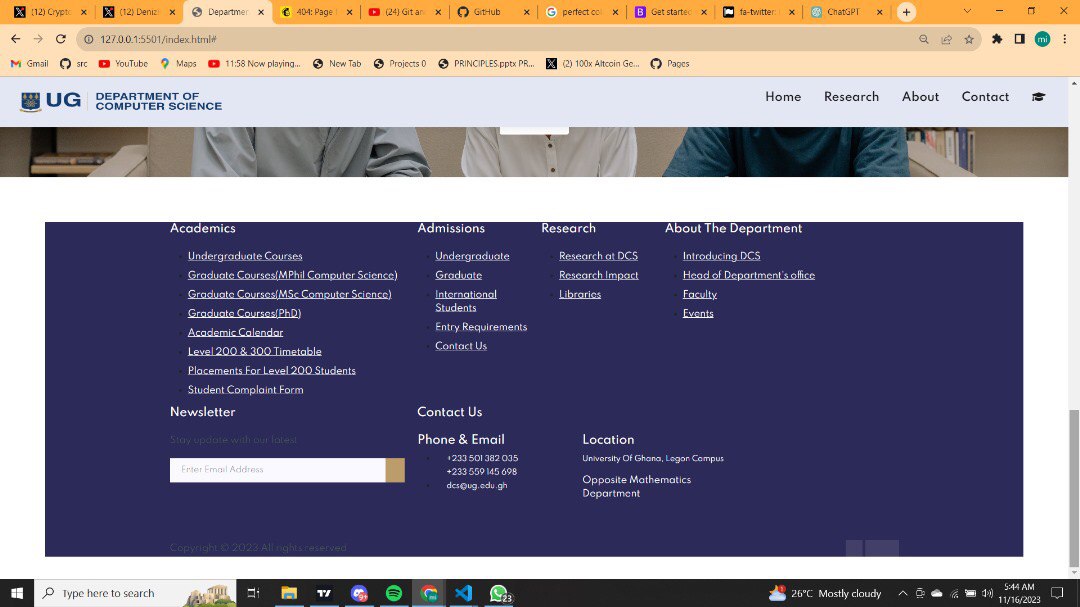 (12) Crypto
(12) Deniz
Departmen
404: Page
(24) Git an
GitHub
perfect co
Get started
fa-twitter:
ChatGPT
127.0.0.1:5501/index.html#
mi
Gmail
src
YouTube
Maps
11:58 Now playing...
New Tab
Projects 0
PRINCIPLES.pptx PR...
(2) 100x Altcoin Ge...
Pages
UG
DEPARTMENT OF
COMPUTER SCIENCE
Home
Research
About
Contact
Academics
Undergraduate Courses
Graduate Courses(MPhil Computer Science)
Graduate Courses(MSc Computer Science)
Graduate Courses(PhD)
Academic Calendar
Level 200 & 300 Timetable
Placements For Level 200 Students
Student Complaint Form
Admissions
Undergraduate
Graduate
International
Students
Entry Requirements
Contact Us
Research
Research at DCS
Research Impact
Libraries
About The Department
Introducing DCS
Head of Department's office
Faculty
Events
Newsletter
Stay update with our latest
Enter Email Address
Contact Us
Phone & Email
+233 501 382 035
+233 559 145 698
dcs@ug.edu.gh
Location
University Of Ghana, Legon Campus
Opposite Mathematics
Department
Copyright © 2023 All rights reserved
Type here to search
23
26°C Mostly cloudy
5:44 AM
11/16/2023